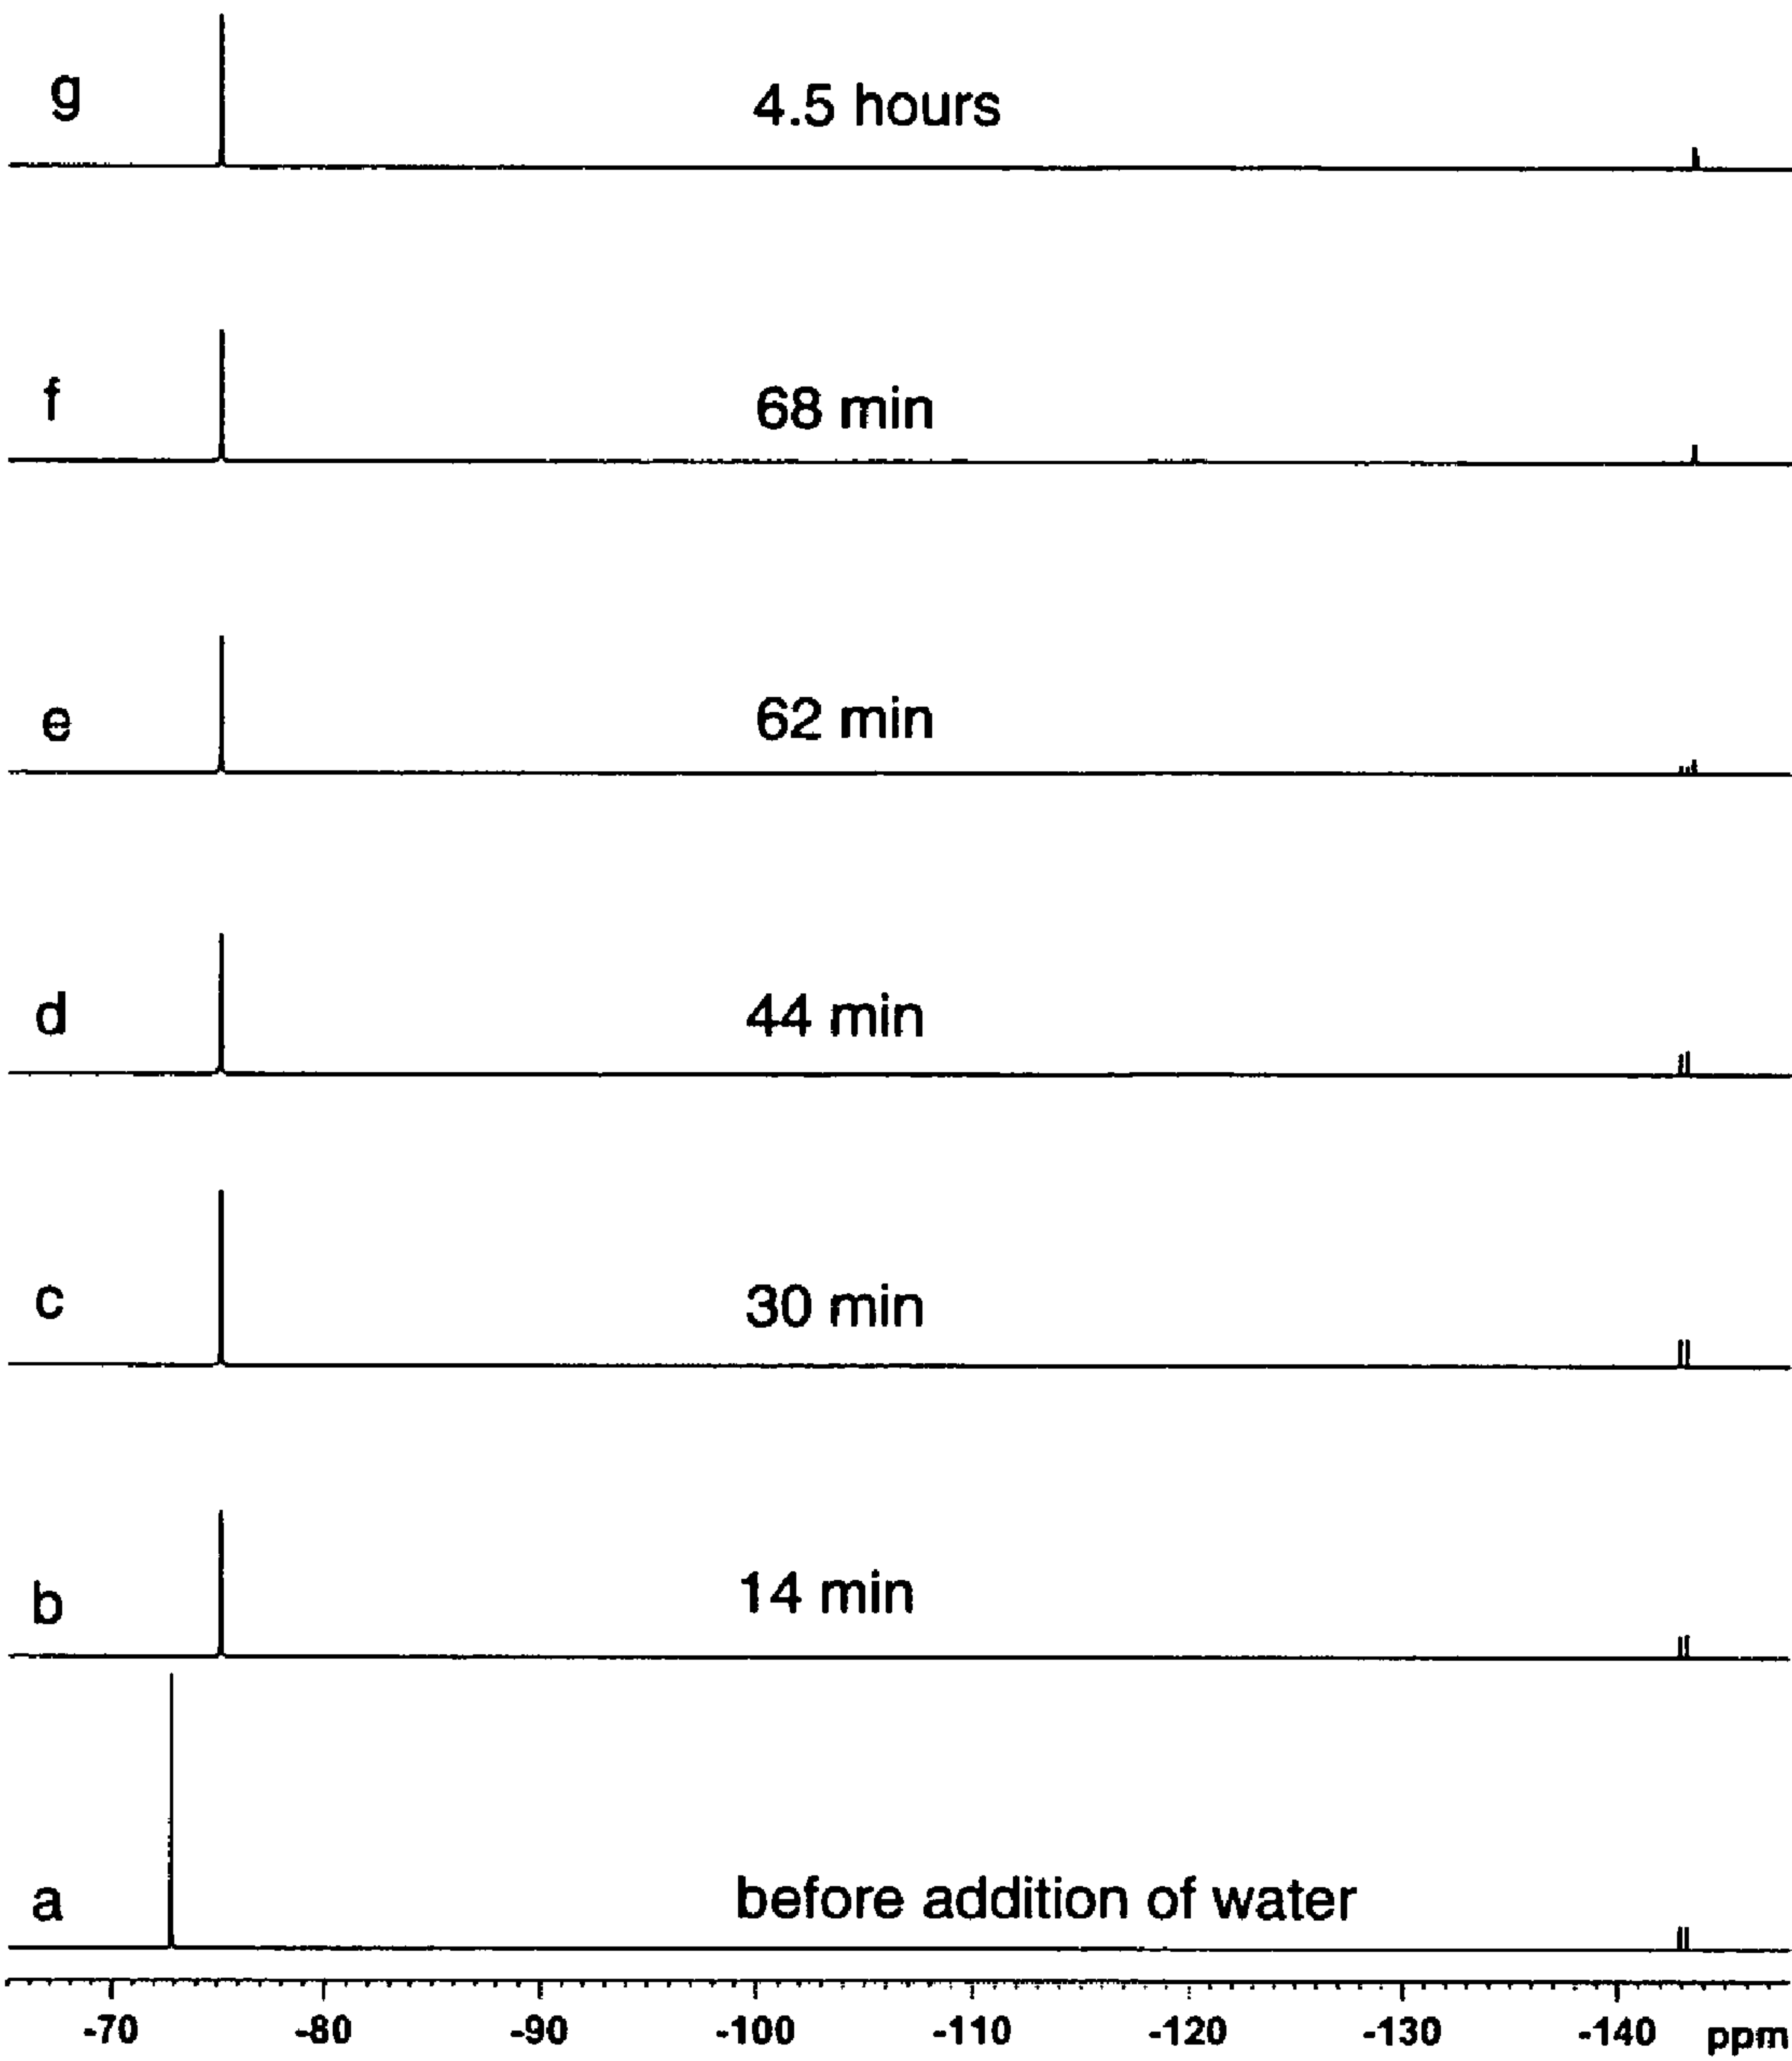 g 4.5 hours
f 68 min
e 62 min
d 44 min
c 30 min
b 14 min
a before addition of water
-70 -80 -90 -100 -110 -120 -130 -140 ppm